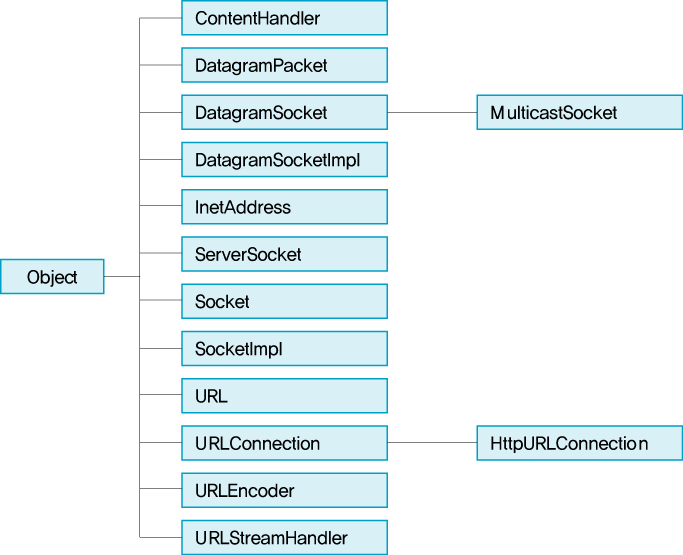 ContentHandler
DatagramPacket
DatagramSocket
MulticastSocket
DatagramSocketImpl
InetAddress
ServerSocket
Object
Socket
SocketImpl
URL
URLConnection
HttpURLConnection
URLEncoder
URLStreamHandler